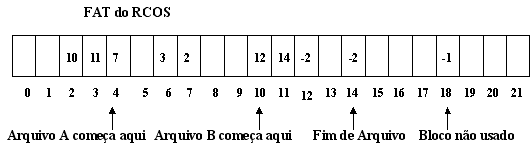 FAT do RCOS
10 11 7 3 2 12 14 -2 -2 -1
0 1 2 3 4 5 6 7 8 9 10 11 12 13 14 15 16 17 18 19 20 21
Arquivo A começa aqui Arquivo B começa aqui Fim de Arquivo Bloco não usado